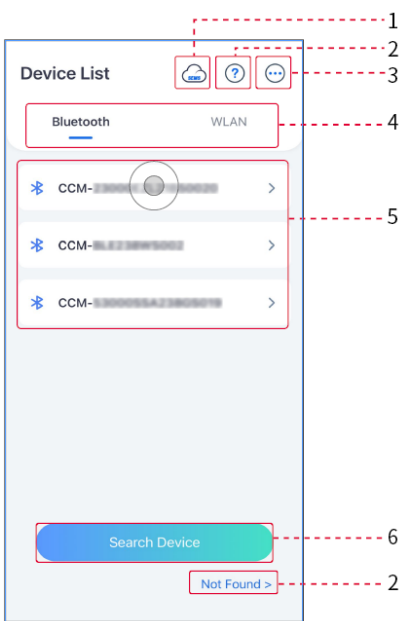 1
2
Device List
?
3
Bluetooth
WLAN
4
CCM-
5
CCM-
CCM-
Search Device
6
Not Found >
2